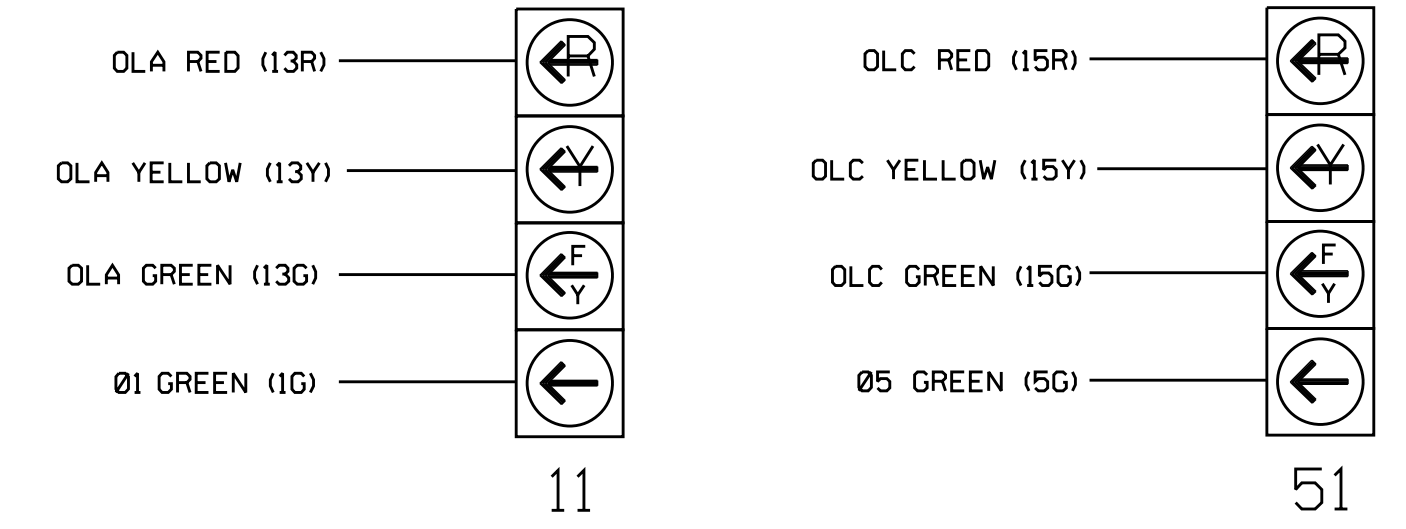 OLA RED (13R)
R
OLA YELLOW (13Y)
Y
OLA GREEN (13G)
F
Y
Ø1 GREEN (1G)
11
OLC RED (15R)
R
OLC YELLOW (15Y)
Y
OLC GREEN (15G)
F
Y
Ø5 GREEN (5G)
51